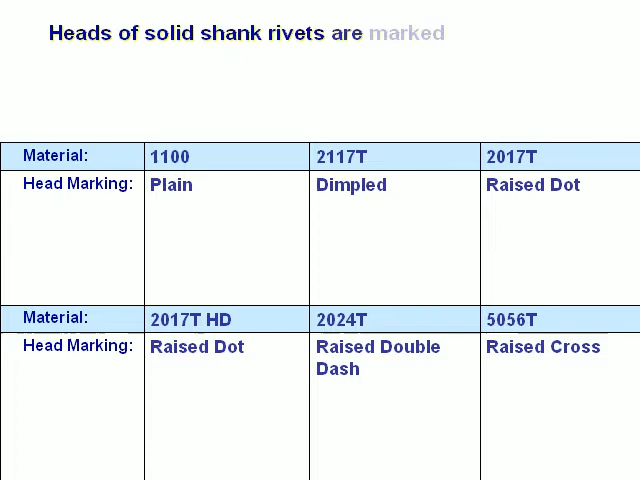 Heads of solid shank rivets are marked
Material: 1100 2117T 2017T
Head Marking: Plain Dimpled Raised Dot
Material: 2017T HD 2024T 5056T
Head Marking: Raised Dot Raised Double Raised Cross
Dash